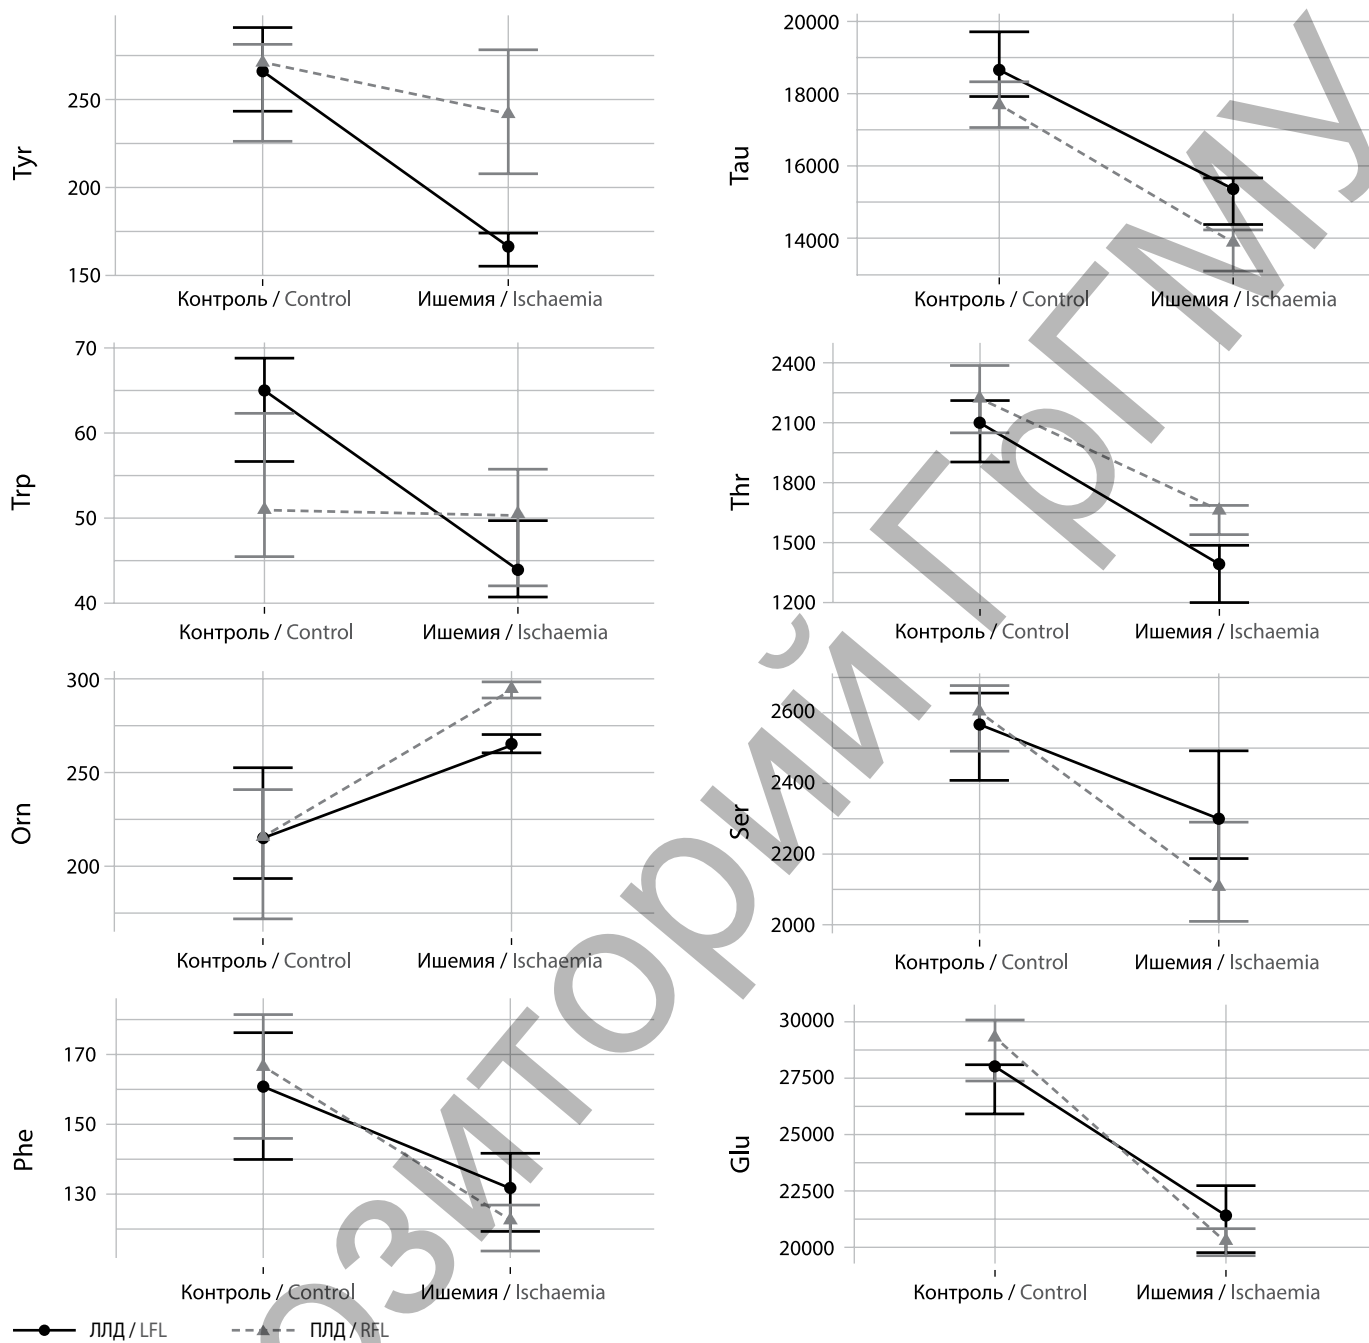 Tyr
250
200
150
Контроль / Control
Ишемия / Ischaemia
Tau
20000
18000
16000
14000
Контроль / Control
Ишемия / Ischaemia
Trp
70
60
50
40
Контроль / Control
Ишемия / Ischaemia
Thr
2400
2100
1800
1500
1200
Контроль / Control
Ишемия / Ischaemia
Orn
300
250
200
Контроль / Control
Ишемия / Ischaemia
Ser
2600
2400
2200
2000
Контроль / Control
Ишемия / Ischaemia
Phe
170
150
130
Контроль / Control
Ишемия / Ischaemia
Glu
30000
27500
25000
22500
20000
Контроль / Control
Ишемия / Ischaemia
ЛЛД / LFL
ПЛД / RFL
озиторий ГрГМУ